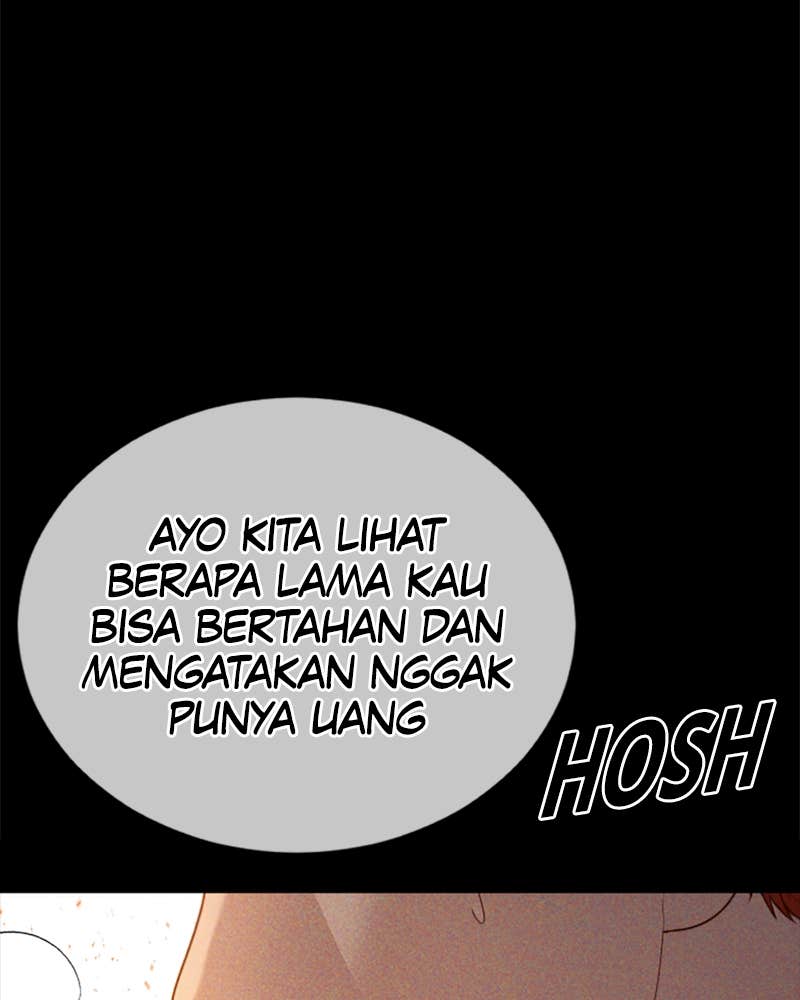 AYO KITA LIHAT
BERAPA LAMA KAU
BISA BERTAHAN DAN
MENGATAKAN NGGAK
PUNYA UANG
HOSH